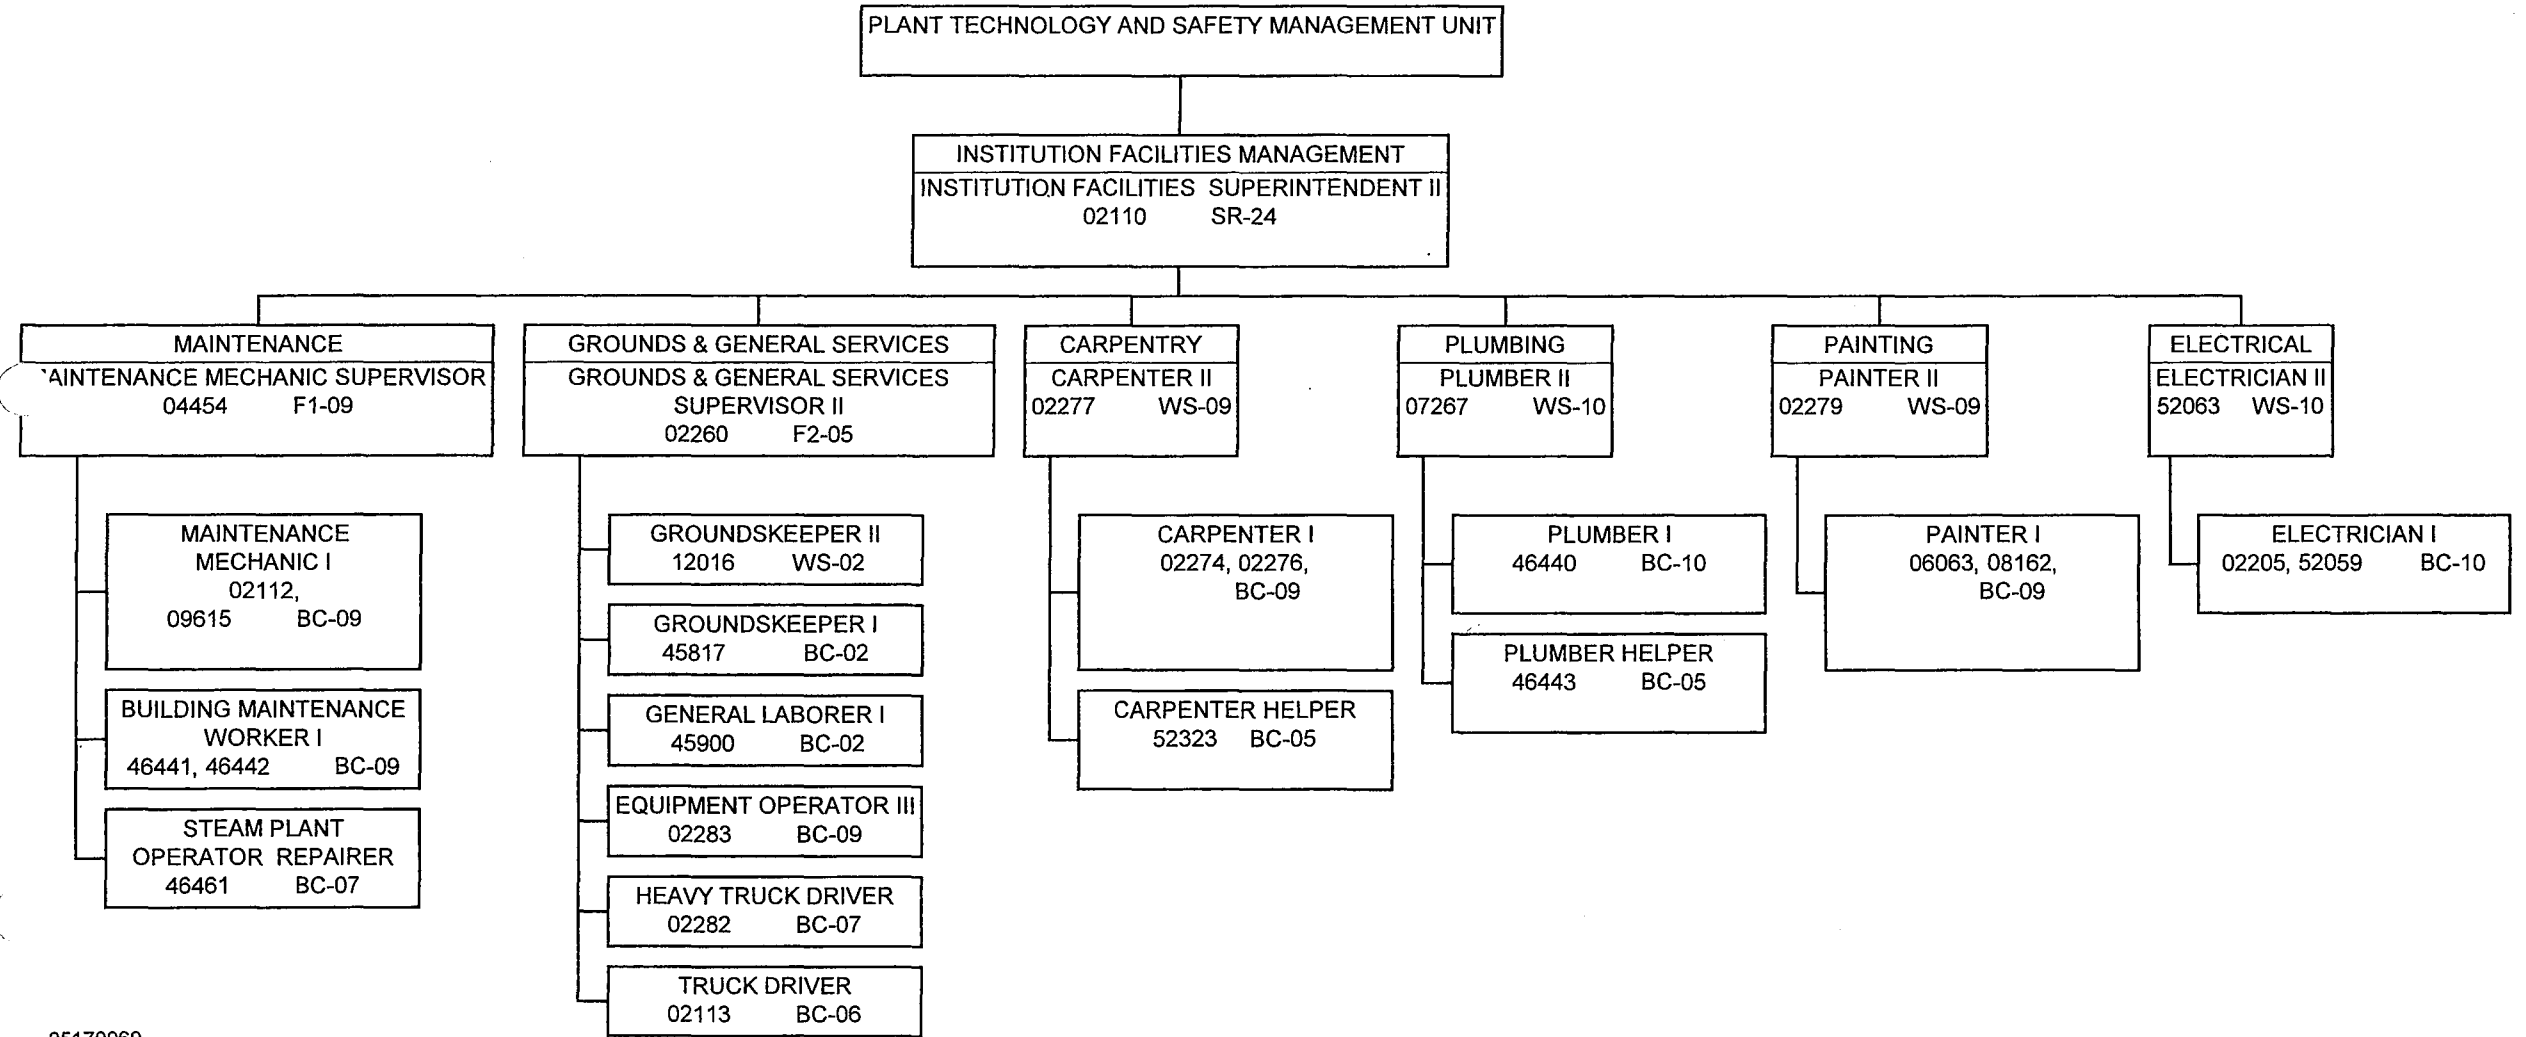 PLANT TECHNOLOGY AND SAFETY MANAGEMENT UNIT
INSTITUTION FACILITIES MANAGEMENT
INSTITUTION FACILITIES SUPERINTENDENT II
02110 SR-24
MAINTENANCE
AINTENANCE MECHANIC SUPERVISOR
04454 F1-09
MAINTENANCE
MECHANIC I
02112,
09615 BC-09
BUILDING MAINTENANCE
WORKER I
46441, 46442 BC-09
STEAM PLANT
OPERATOR REPAIRER
46461 BC-07
GROUNDS & GENERAL SERVICES
GROUNDS & GENERAL SERVICES
SUPERVISOR II
02260 F2-05
GROUNDSKEEPER II
12016 WS-02
GROUNDSKEEPER I
45817 BC-02
GENERAL LABORER I
45900 BC-02
EQUIPMENT OPERATOR III
02283 BC-09
HEAVY TRUCK DRIVER
02282 BC-07
TRUCK DRIVER
02113 BC-06
CARPENTRY
CARPENTER II
02277 WS-09
CARPENTER I
02274, 02276,
BC-09
CARPENTER HELPER
52323 BC-05
PLUMBING
PLUMBER II
07267 WS-10
PLUMBER I
46440 BC-10
PLUMBER HELPER
46443 BC-05
PAINTING
PAINTER II
02279 WS-09
PAINTER I
06063, 08162,
BC-09
ELECTRICAL
ELECTRICIAN II
52063 WS-10
ELECTRICIAN I
02205, 52059 BC-10